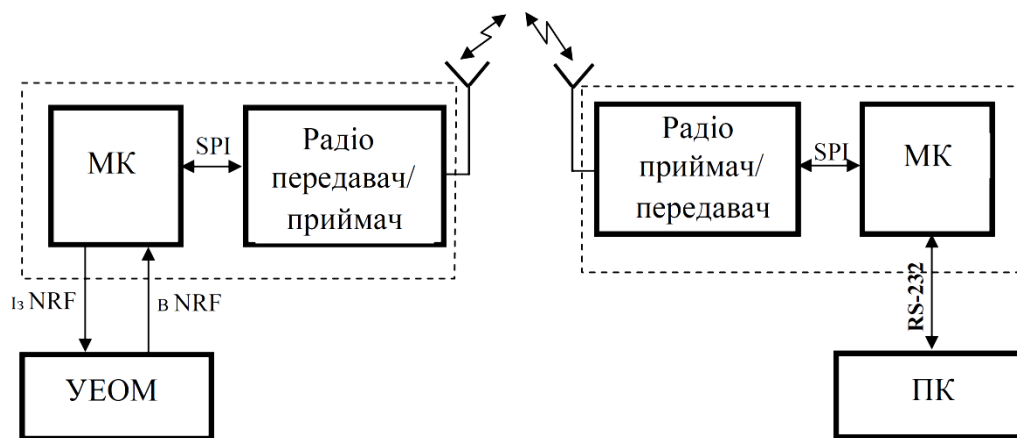 МК
SPI
Радіо
передавач/
приймач
Із NRF
В NRF
УЕОМ
Радіо
приймач/
передавач
SPI
МК
RS-232
ПК